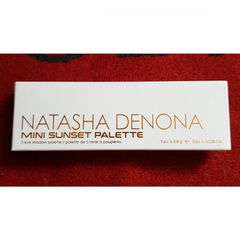 NATASHA DENONA
MINI SUNSET PALETTE
5 eye shadow palette / palette de 5 fards à paupières